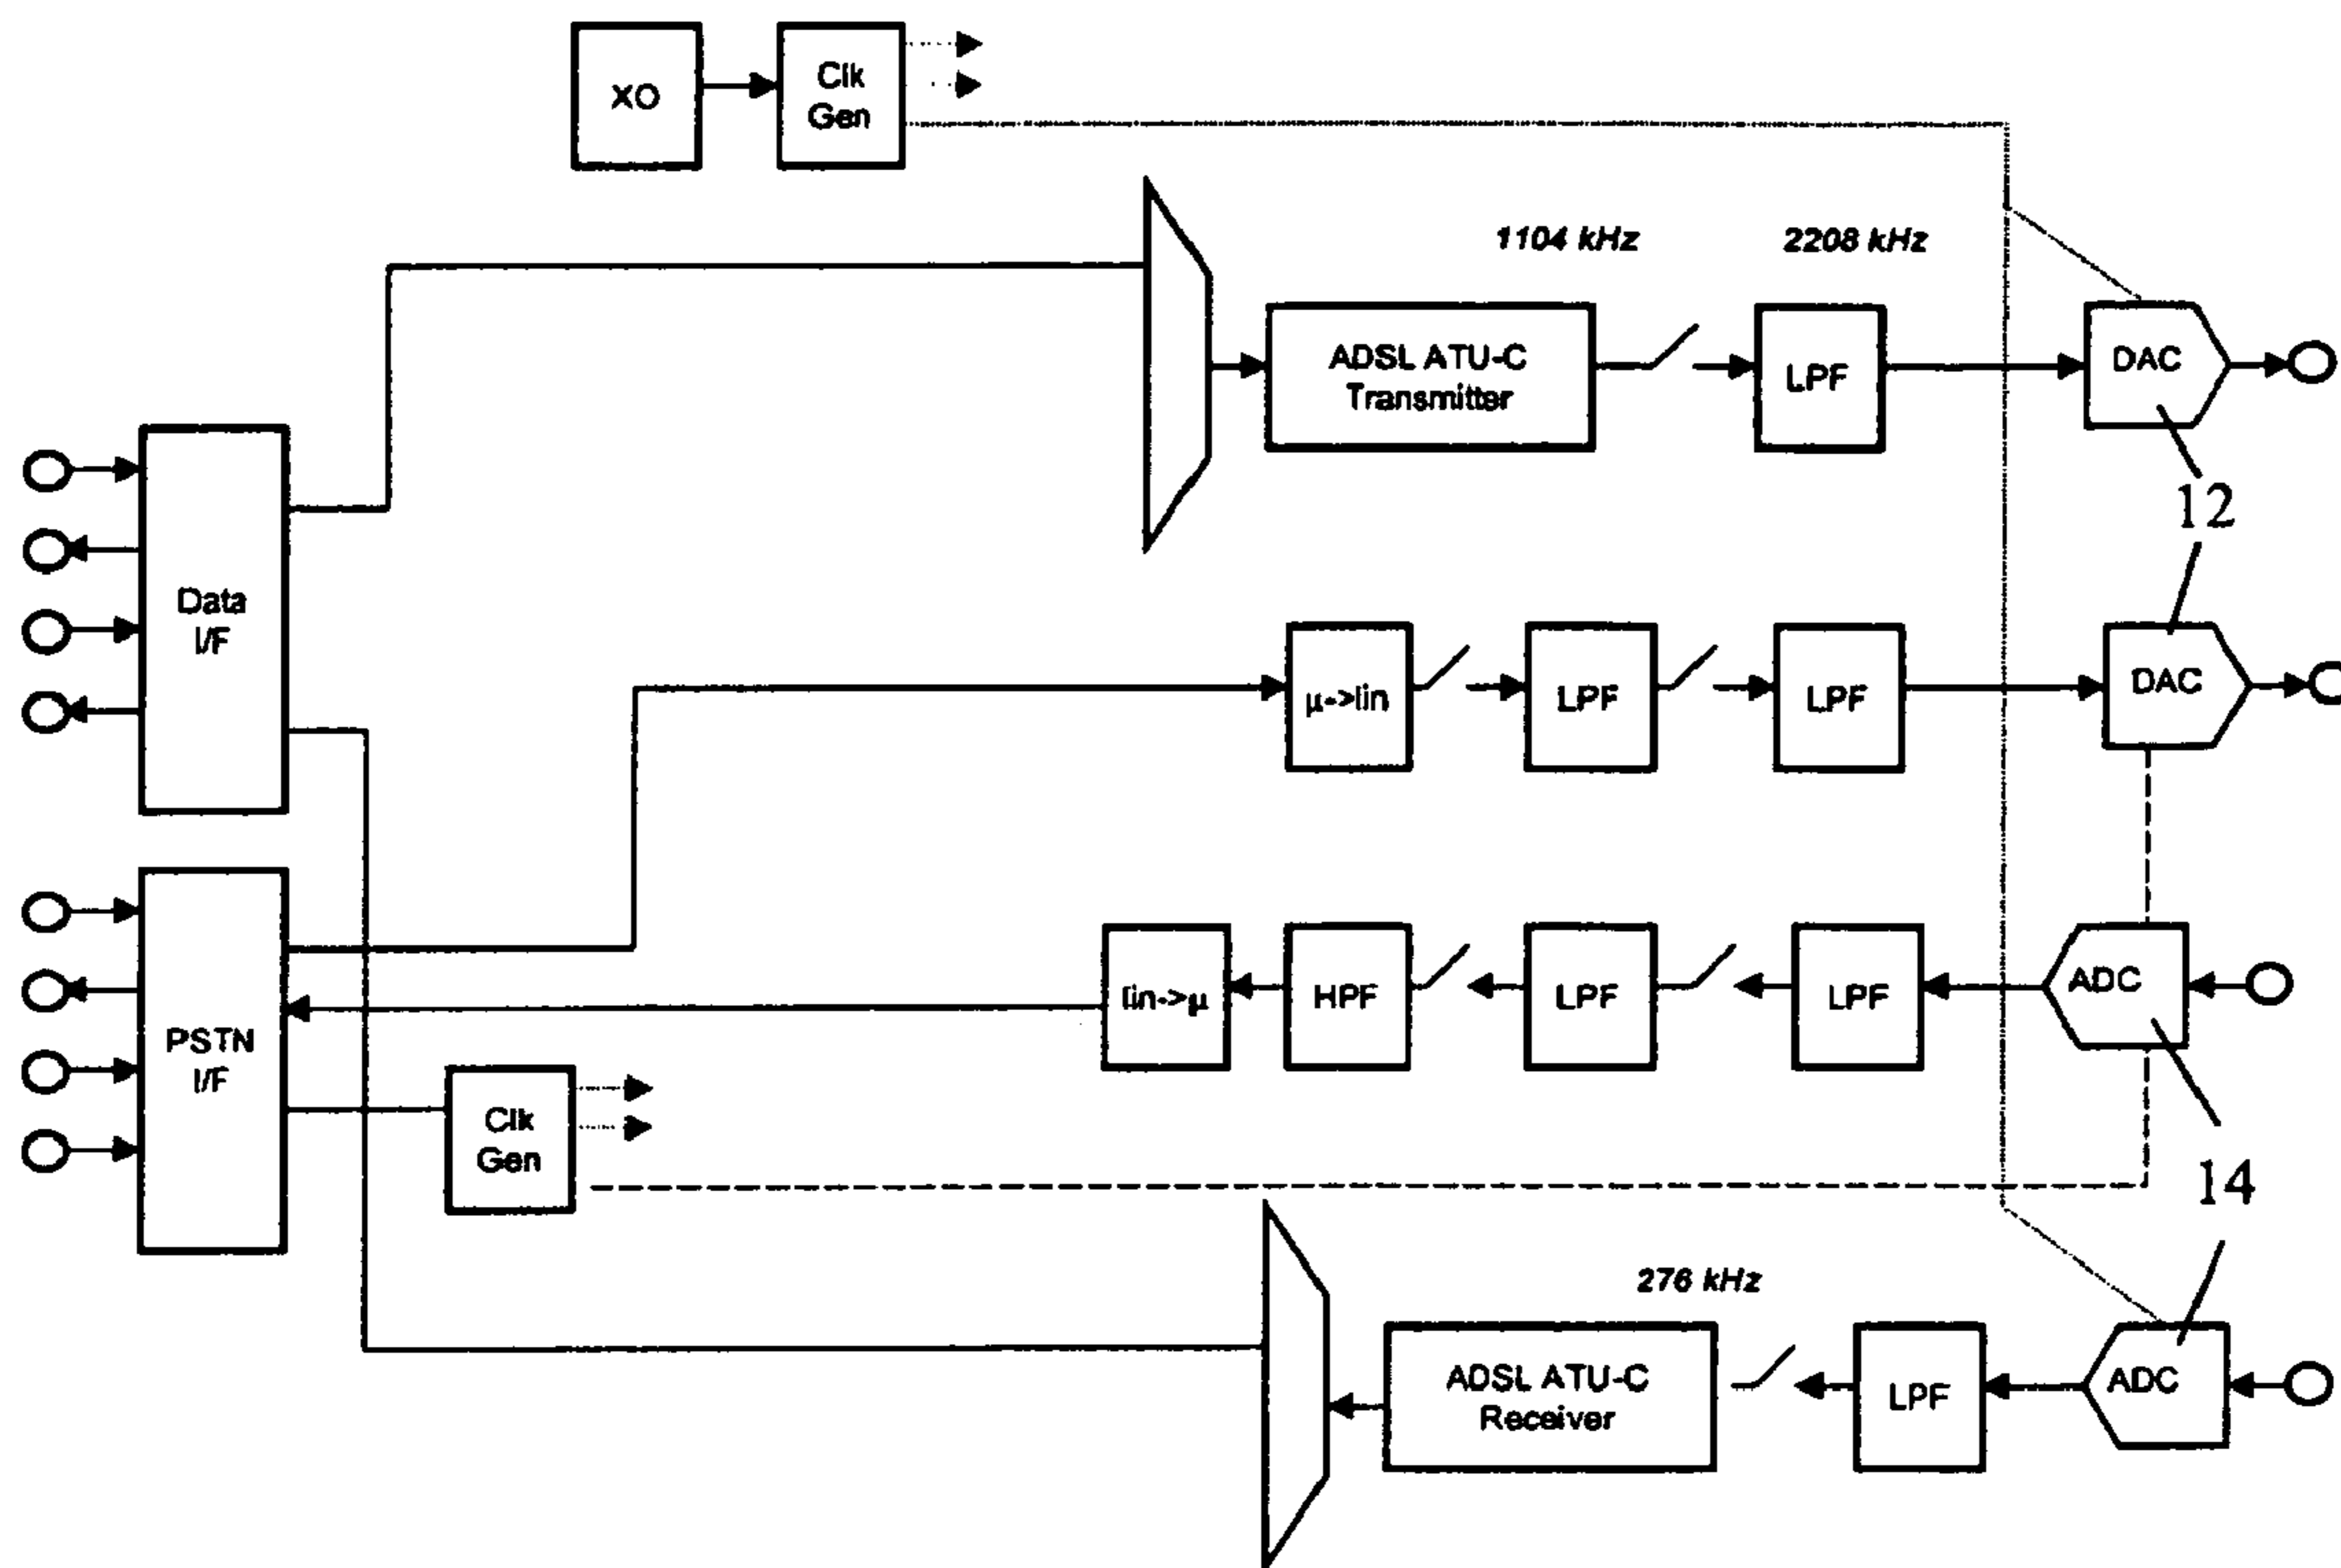 XO
Clk
Gen
1104 kHz
2208 kHz
ADSL ATU-C
Transmitter
LPF
DAC
12
Data
I/F
µ->lin
LPF
LPF
DAC
PSTN
I/F
lin->µ
HPF
LPF
LPF
ADC
Clk
Gen
14
276 kHz
ADSL ATU-C
Receiver
LPF
ADC